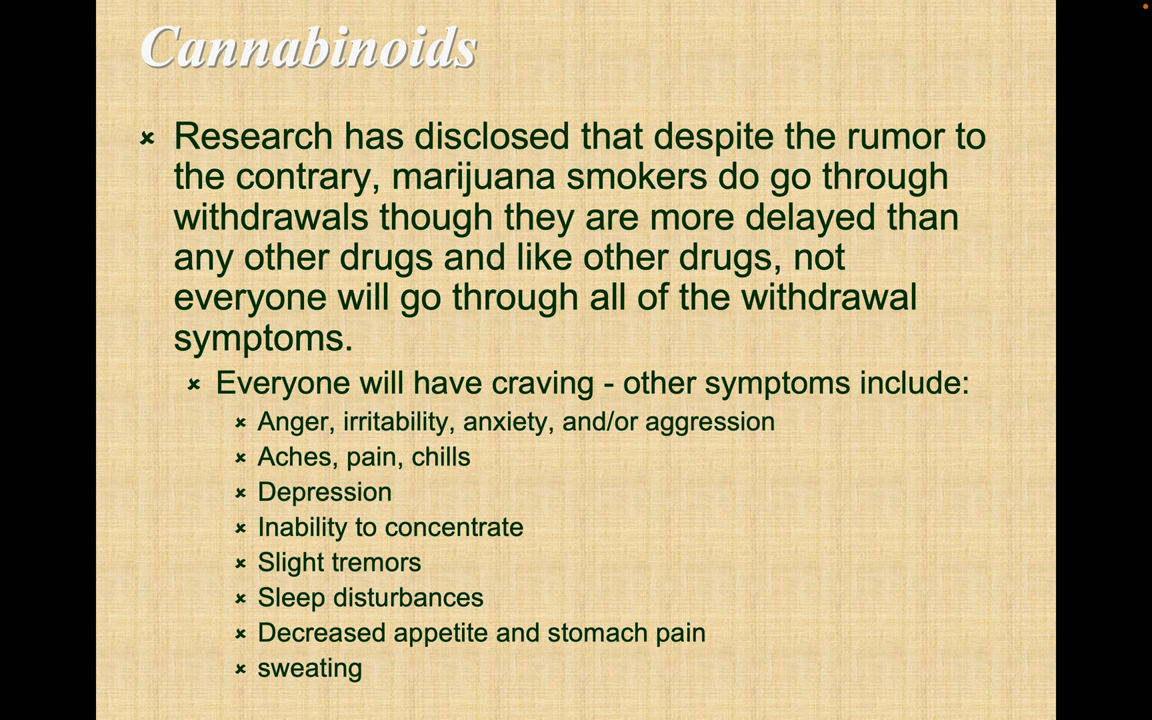 Cannabinoids
Research has disclosed that despite the rumor to
the contrary, marijuana smokers do go through
withdrawals though they are more delayed than
any other drugs and like other drugs, not
everyone will go through all of the withdrawal
symptoms.
Everyone will have craving - other symptoms include:
Anger, irritability, anxiety, and/or aggression
Aches, pain, chills
Depression
Inability to concentrate
Slight tremors
Sleep disturbances
Decreased appetite and stomach pain
sweating